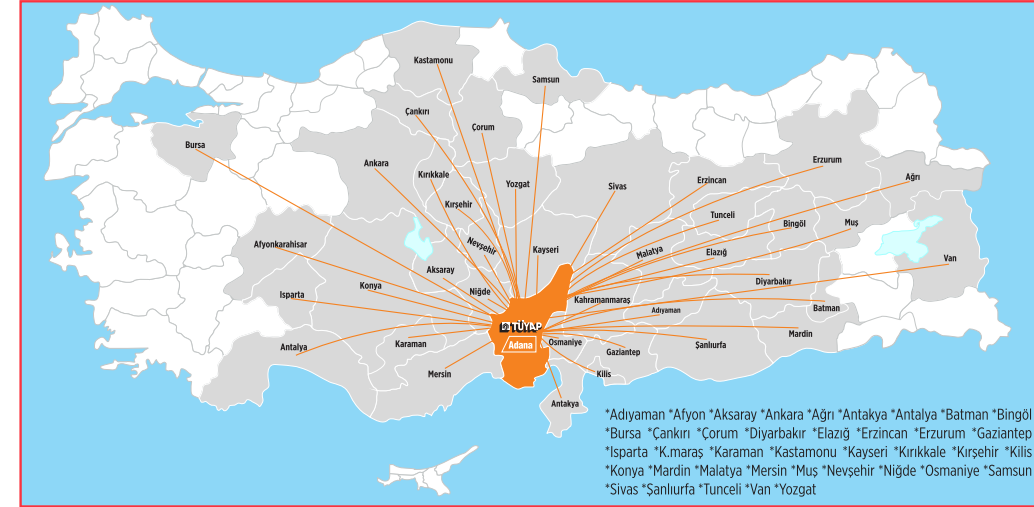 Kastamonu
Samsun
Çankırı
Çorum
Bursa
Ankara
Erzurum
Kırıkkale
Yozgat
Sivas
Erzincan
Ağrı
Kırşehir
Tunceli
Bingöl
Muş
Afyonkarahisar
Nevşehir
Kayseri
Malatya
Elazığ
Van
Aksaray
Konya
Diyarbakır
Isparta
Niğde
Kahramanmaraş
Adıyaman
Batman
TÜYAP
Adana
Mardin
Antalya
Karaman
Osmaniye
Gaziantep
Şanlıurfa
Mersin
Kilis
Antakya
*Adıyaman *Afyon *Aksaray *Ankara *Ağrı *Antakya *Antalya *Batman *Bingöl
*Bursa *Çankırı *Çorum *Diyarbakır *Elazığ *Erzincan *Erzurum *Gaziantep
*Isparta *K.maraş *Karaman *Kastamonu *Kayseri *Kırıkkale *Kırşehir *Kilis
*Konya *Mardin *Malatya *Mersin *Muş *Nevşehir *Niğde *Osmaniye *Samsun
*Sivas *Şanlıurfa *Tunceli *Van *Yozgat